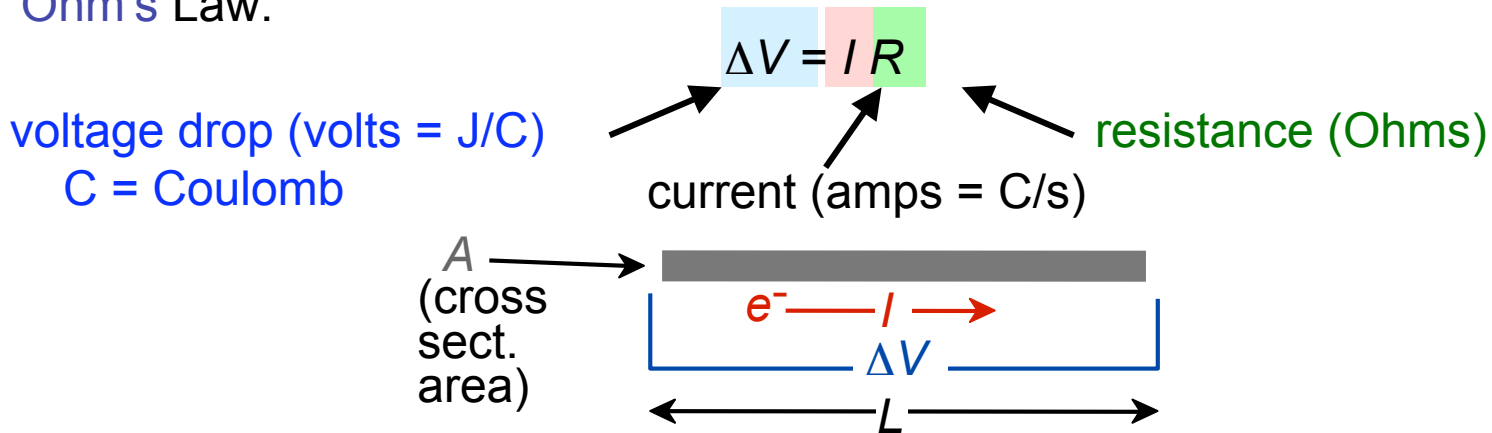 Ohm's Law:
ΔV = I R
voltage drop (volts = J/C)
C = Coulomb
resistance (Ohms)
current (amps = C/s)
A
(cross
sect.
area)
e⁻ I
ΔV
L